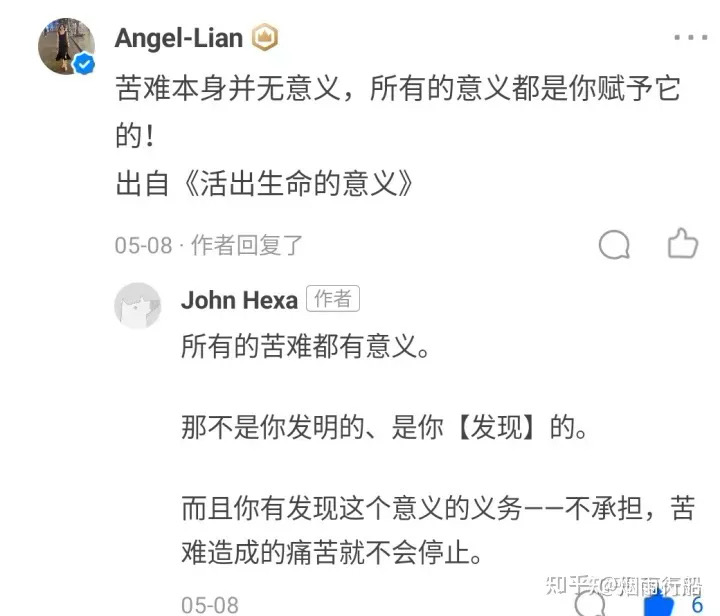 Angel-Lian
苦难本身并无意义，所有的意义都是你赋予它
的！
出自《活出生命的意义》
05-08 · 作者回复了
John Hexa 作者
所有的苦难都有意义。
那不是你发明的、是你【发现】的。
而且你有发现这个意义的义务——不承担，苦
难造成的痛苦就不会停止。
05-08
6
知乎 @烟雨行船